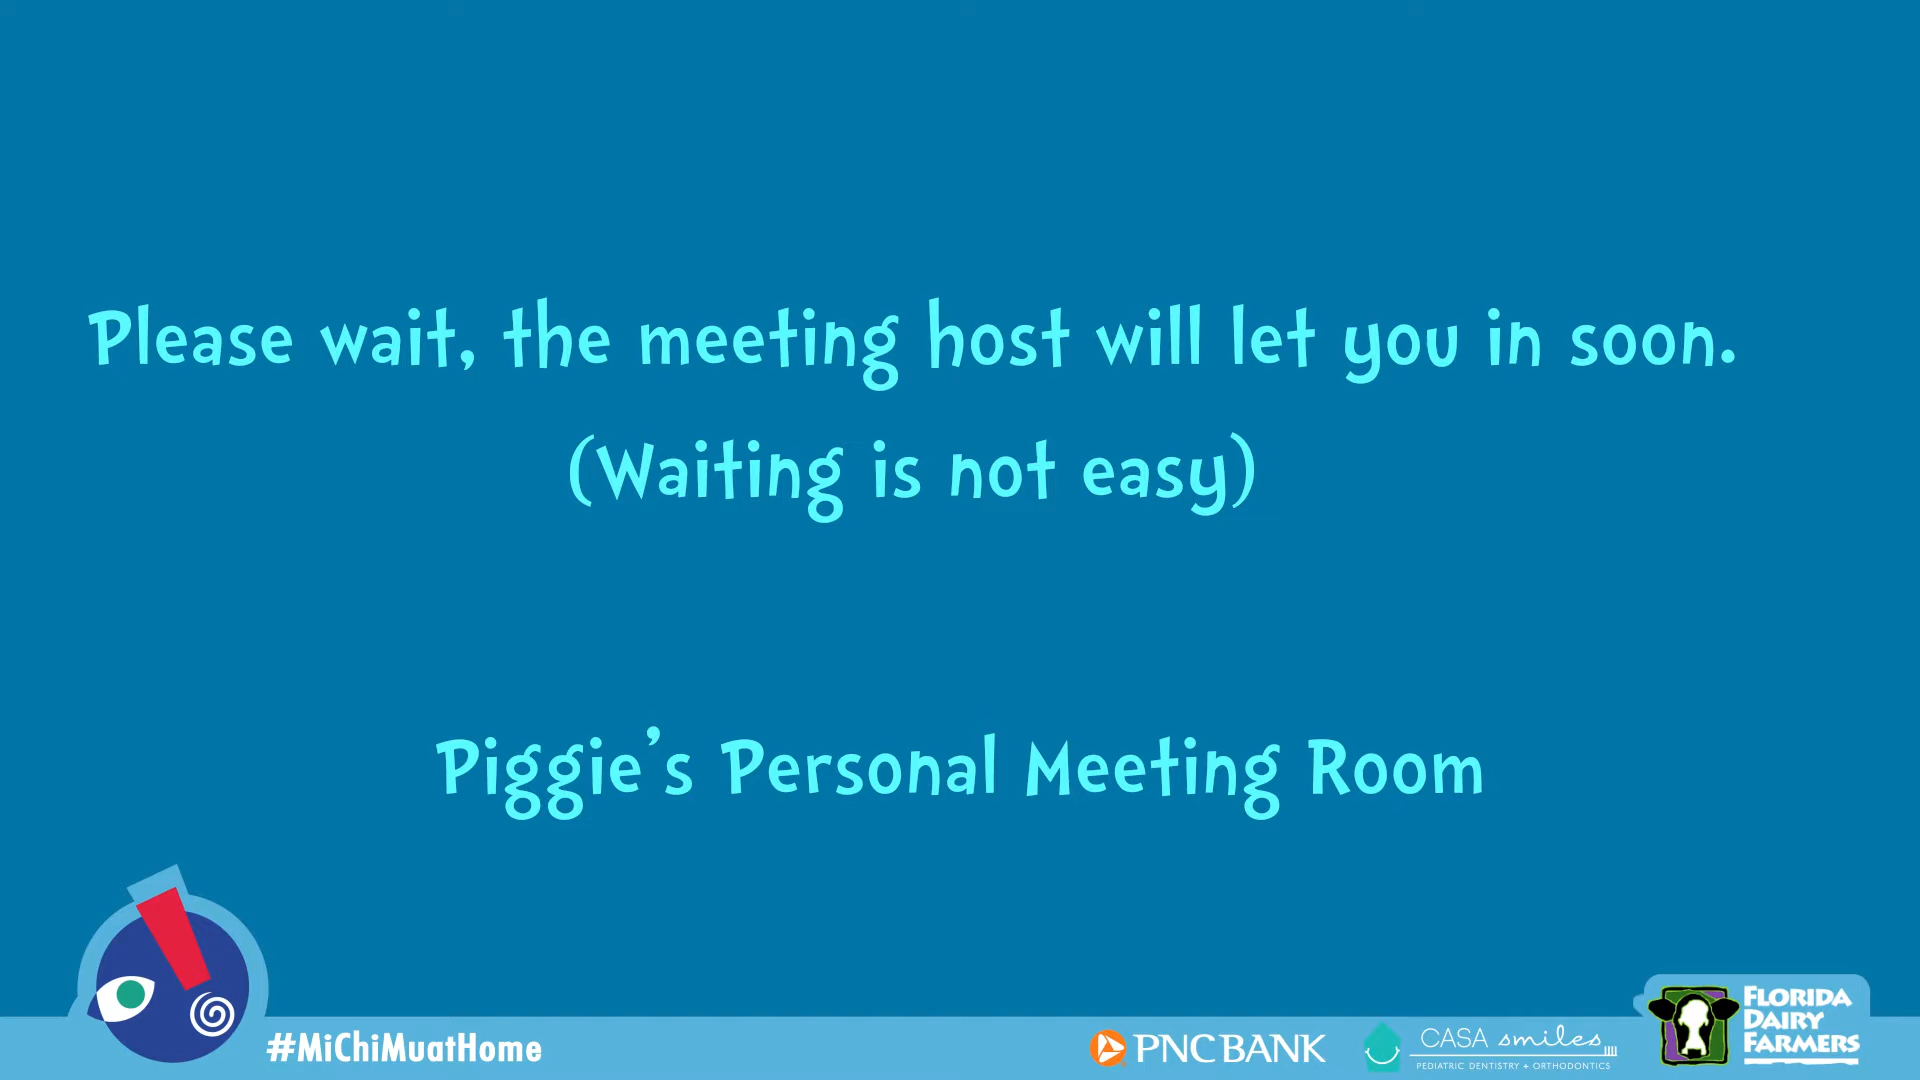 Please wait, the meeting host will let you in soon.
(Waiting is not easy)
Piggie's Personal Meeting Room
#MiChiMuatHome
PNC BANK
CASA smiles
PEDIATRIC DENTISTRY + ORTHODONTICS
FLORIDA
DAIRY
FARMERS